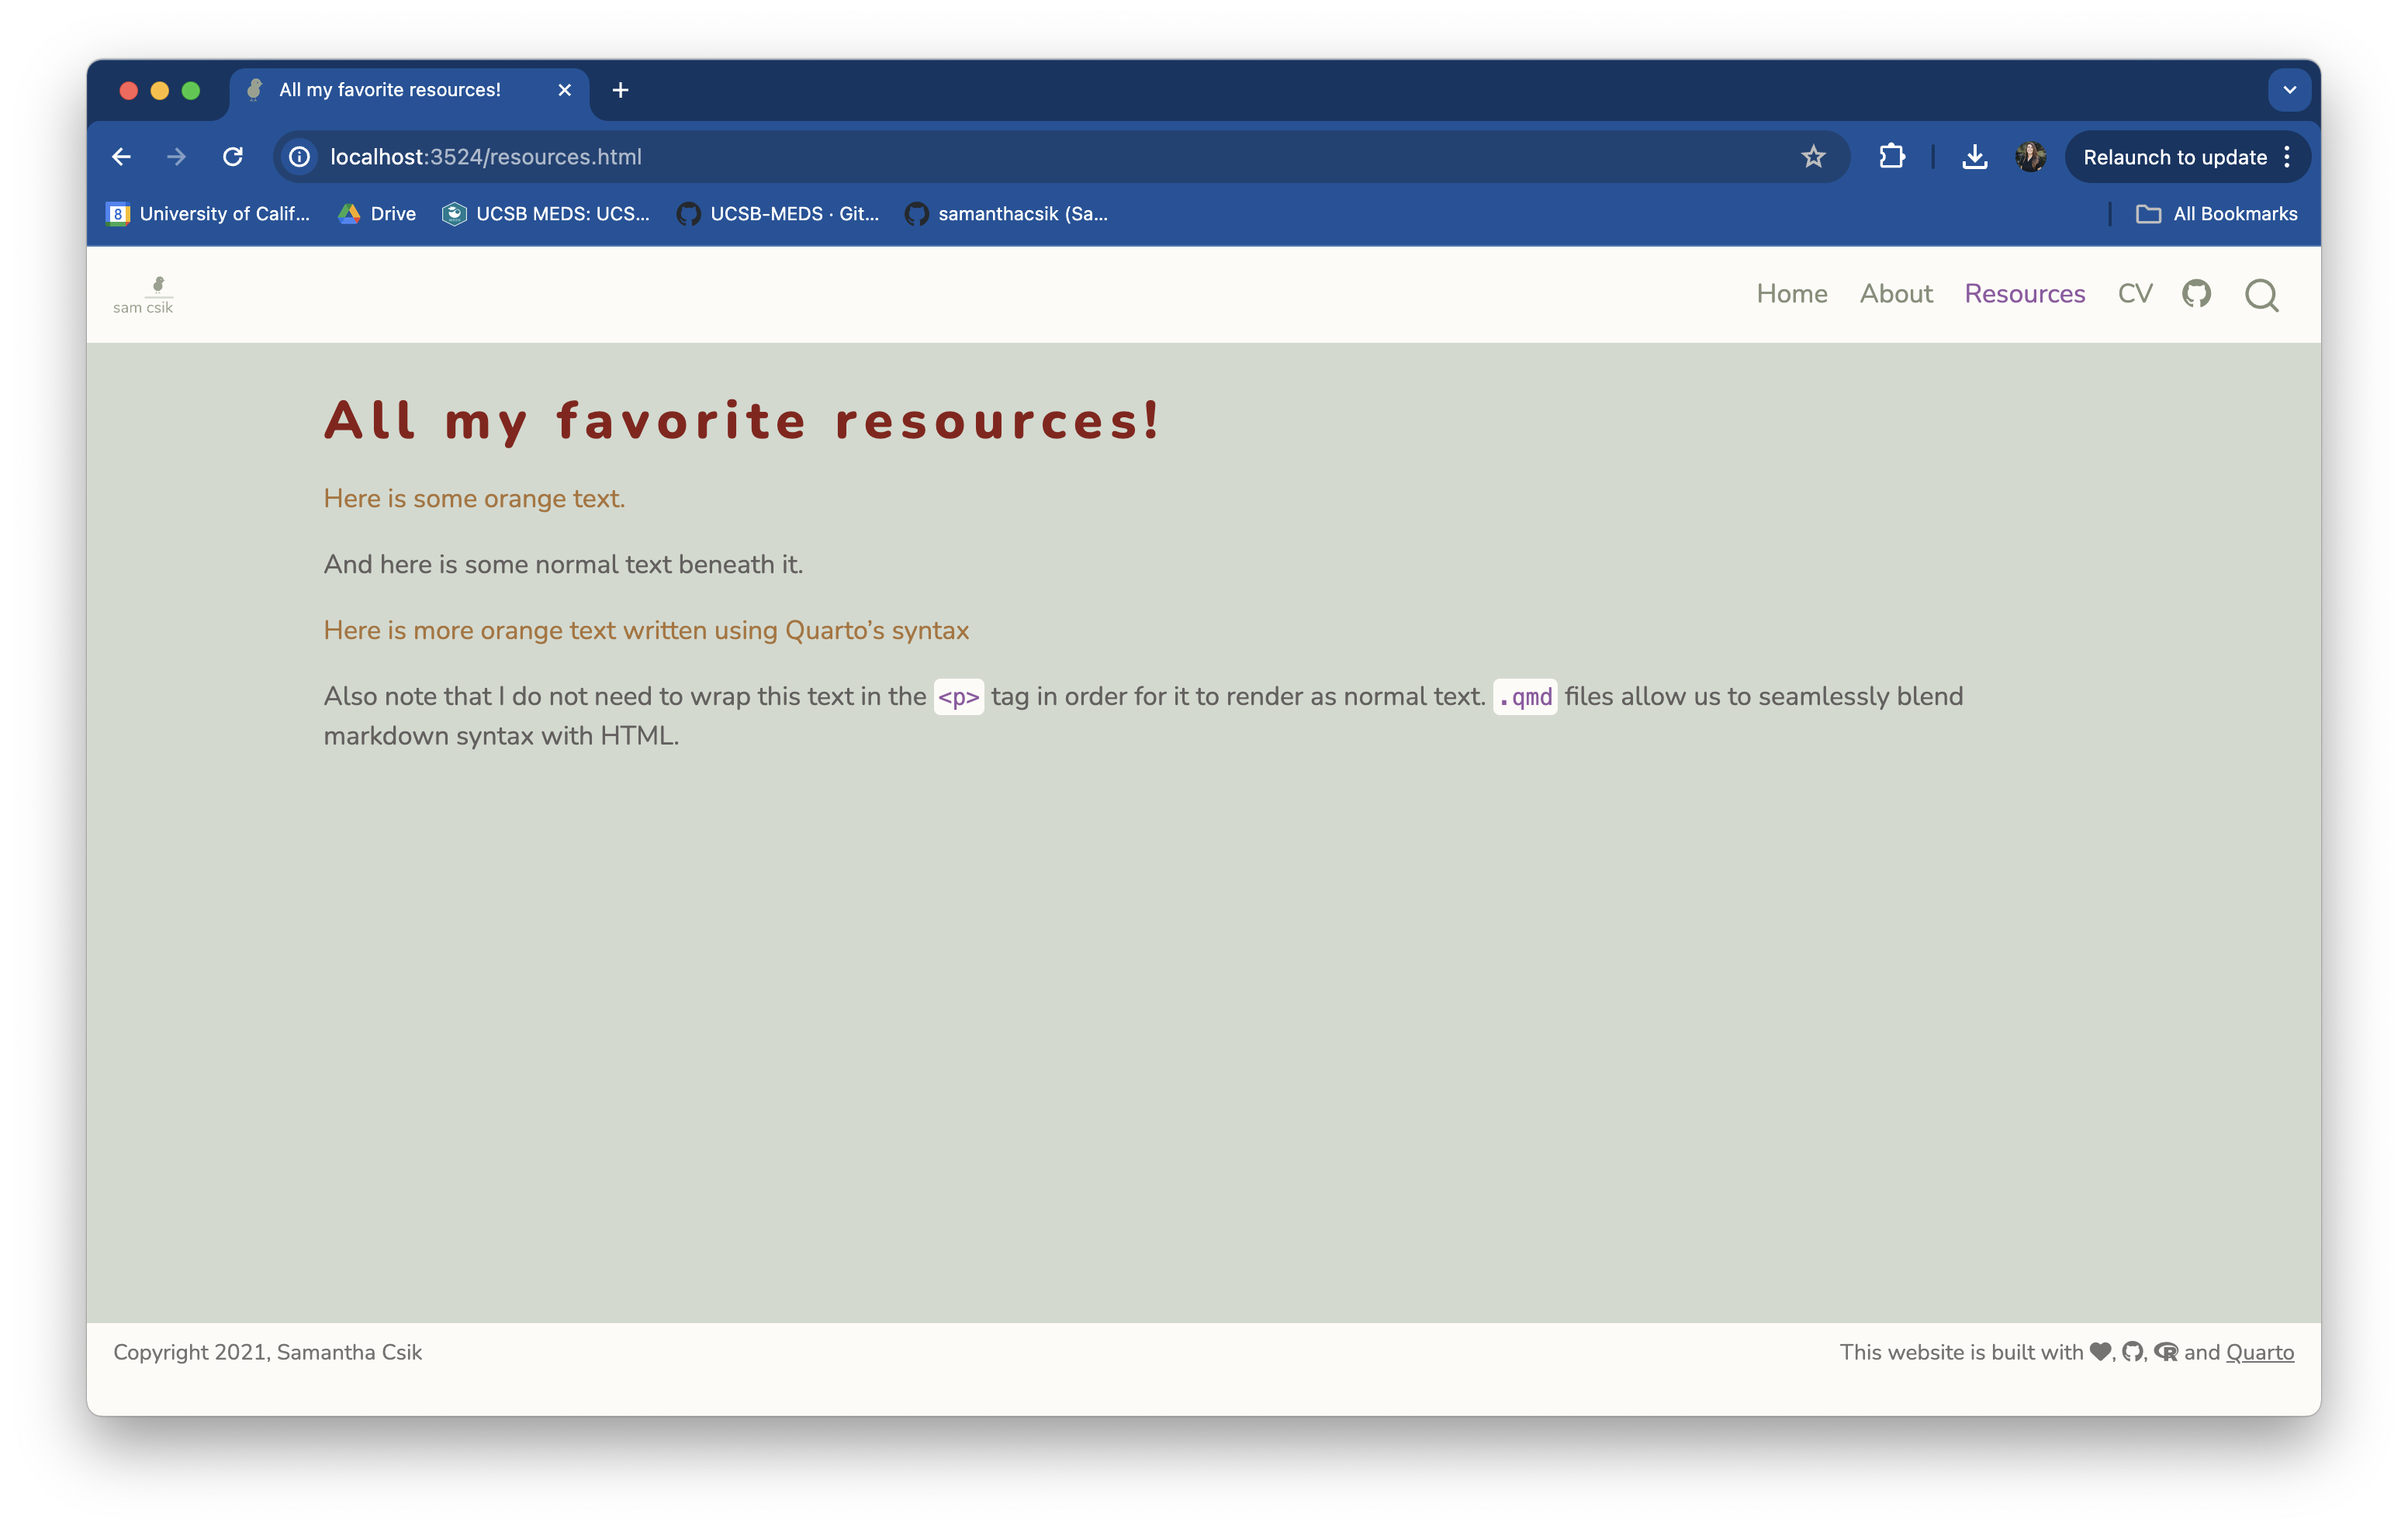 All my favorite resources!
localhost:3524/resources.html
Relaunch to update
8 University of Calif...
Drive
UCSB MEDS: UCS...
UCSB-MEDS · Git...
samanthacsik (Sa...
All Bookmarks
sam csik
Home
About
Resources
CV
All my favorite resources!
Here is some orange text.
And here is some normal text beneath it.
Here is more orange text written using Quarto’s syntax
Also note that I do not need to wrap this text in the <p> tag in order for it to render as normal text. .qmd files allow us to seamlessly blend
markdown syntax with HTML.
Copyright 2021, Samantha Csik
This website is built with , , R and Quarto